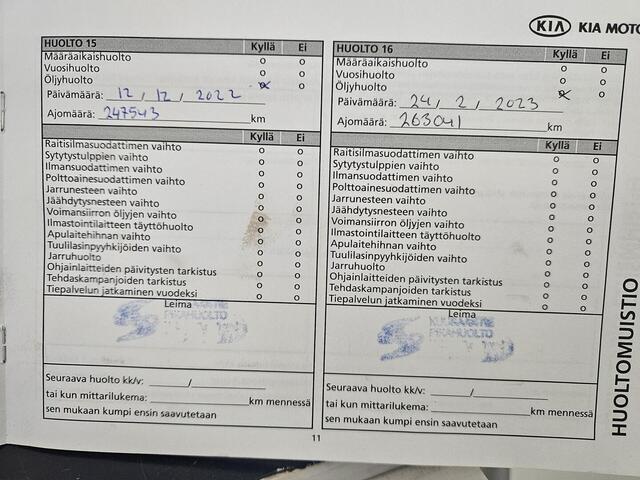 KIA KIA MOTO
HUOLTO 15 Kyllä Ei
Määräaikaishuolto o o
Vuosihuolto o o
Öljyhuolto x o
Päivämäärä: 12, 12, 2022
Ajomäärä: 247543 km
Kyllä Ei
Raitisilmasuodattimen vaihto o o
Sytytystulppien vaihto o o
Ilmansuodattimen vaihto o o
Polttoainesuodattimen vaihto o o
Jarrunesteen vaihto o o
Jäähdytysnesteen vaihto o o
Voimansiirron öljyjen vaihto o o
Ilmastointilaitteen täyttöhuolto o o
Apulaitehihnan vaihto o o
Tuulilasinpyyhkijöiden vaihto o o
Jarruhuolto o o
Ohjainlaitteiden päivitysten tarkistus o o
Tehdaskampanjoiden tarkistus o o
Tiepalvelun jatkaminen vuodeksi o o
Leima
Seuraava huolto kk/v: /
tai kun mittarilukema: km mennessä
sen mukaan kumpi ensin saavutetaan
HUOLTO 16 Kyllä Ei
Määräaikaishuolto o o
Vuosihuolto o o
Öljyhuolto x o
Päivämäärä: 24, 2, 2023
Ajomäärä: 263041 km
Kyllä Ei
Raitisilmasuodattimen vaihto o o
Sytytystulppien vaihto o o
Ilmansuodattimen vaihto o o
Polttoainesuodattimen vaihto o o
Jarrunesteen vaihto o o
Jäähdytysnesteen vaihto o o
Voimansiirron öljyjen vaihto o o
Ilmastointilaitteen täyttöhuolto o o
Apulaitehihnan vaihto o o
Tuulilasinpyyhkijöiden vaihto o o
Jarruhuolto o o
Ohjainlaitteiden päivitysten tarkistus o o
Tehdaskampanjoiden tarkistus o o
Tiepalvelun jatkaminen vuodeksi o o
Leima
PIKAHUOLTO
Seuraava huolto kk/v: /
tai kun mittarilukema: km mennessä
sen mukaan kumpi ensin saavutetaan
11
HUOLTOMUISTIO